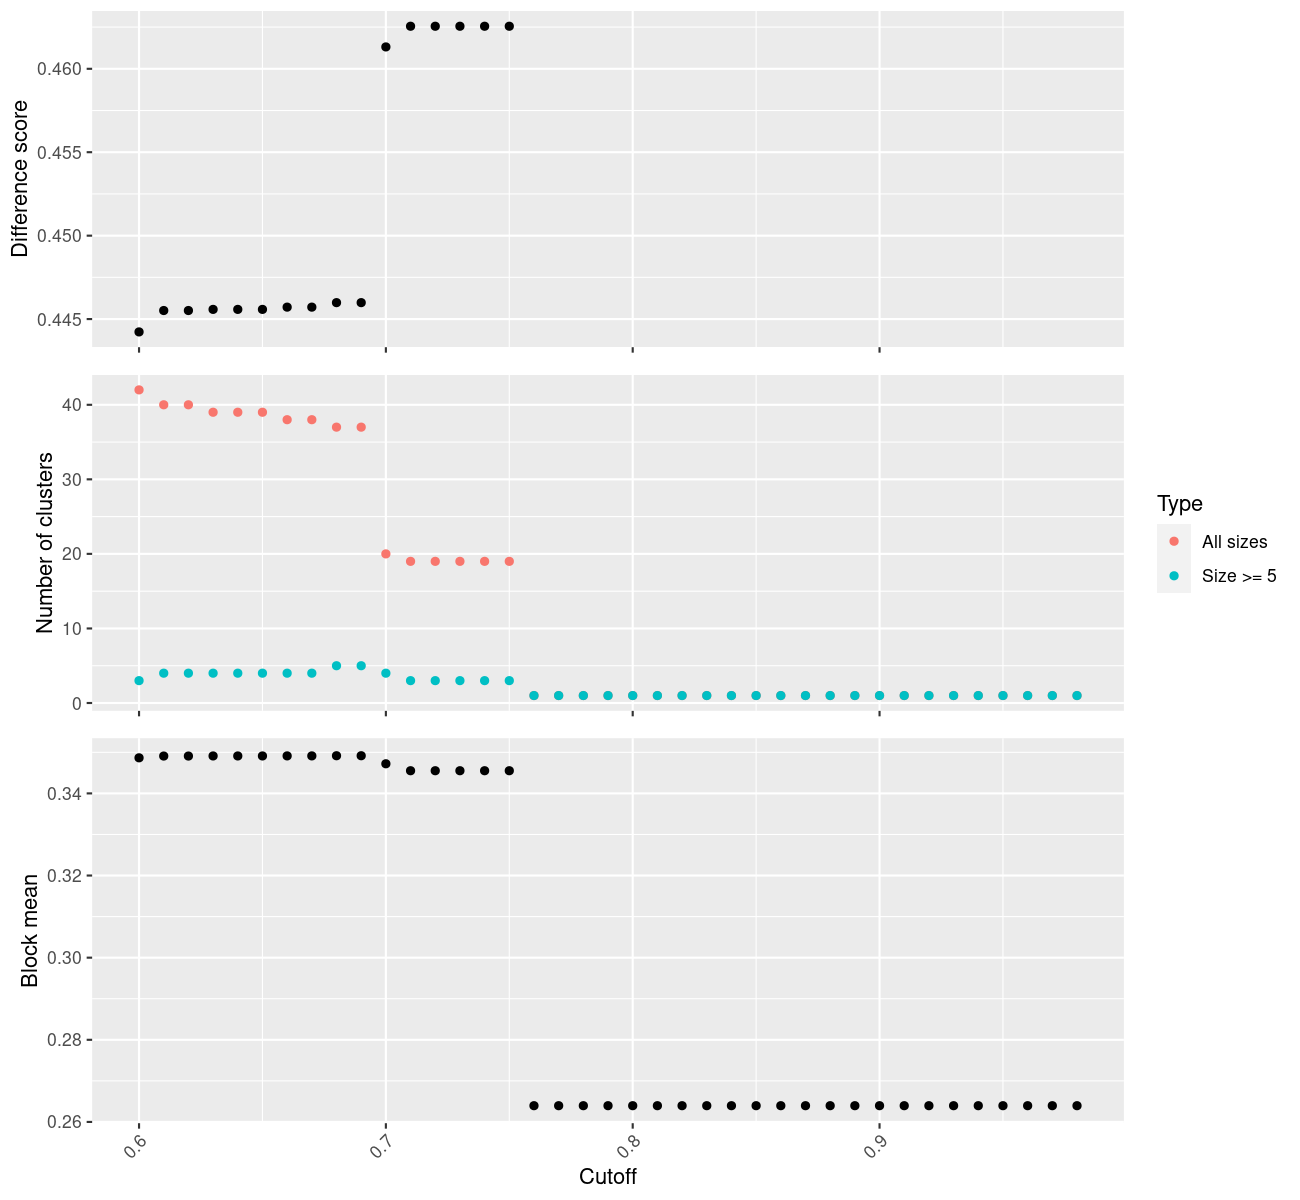 0.460
0.455
0.450
0.445
Difference score
40
30
20
10
0
Number of clusters
Type
All sizes
Size >= 5
0.34
0.32
0.30
0.28
0.26
Block mean
0.6
0.7
0.8
0.9
Cutoff